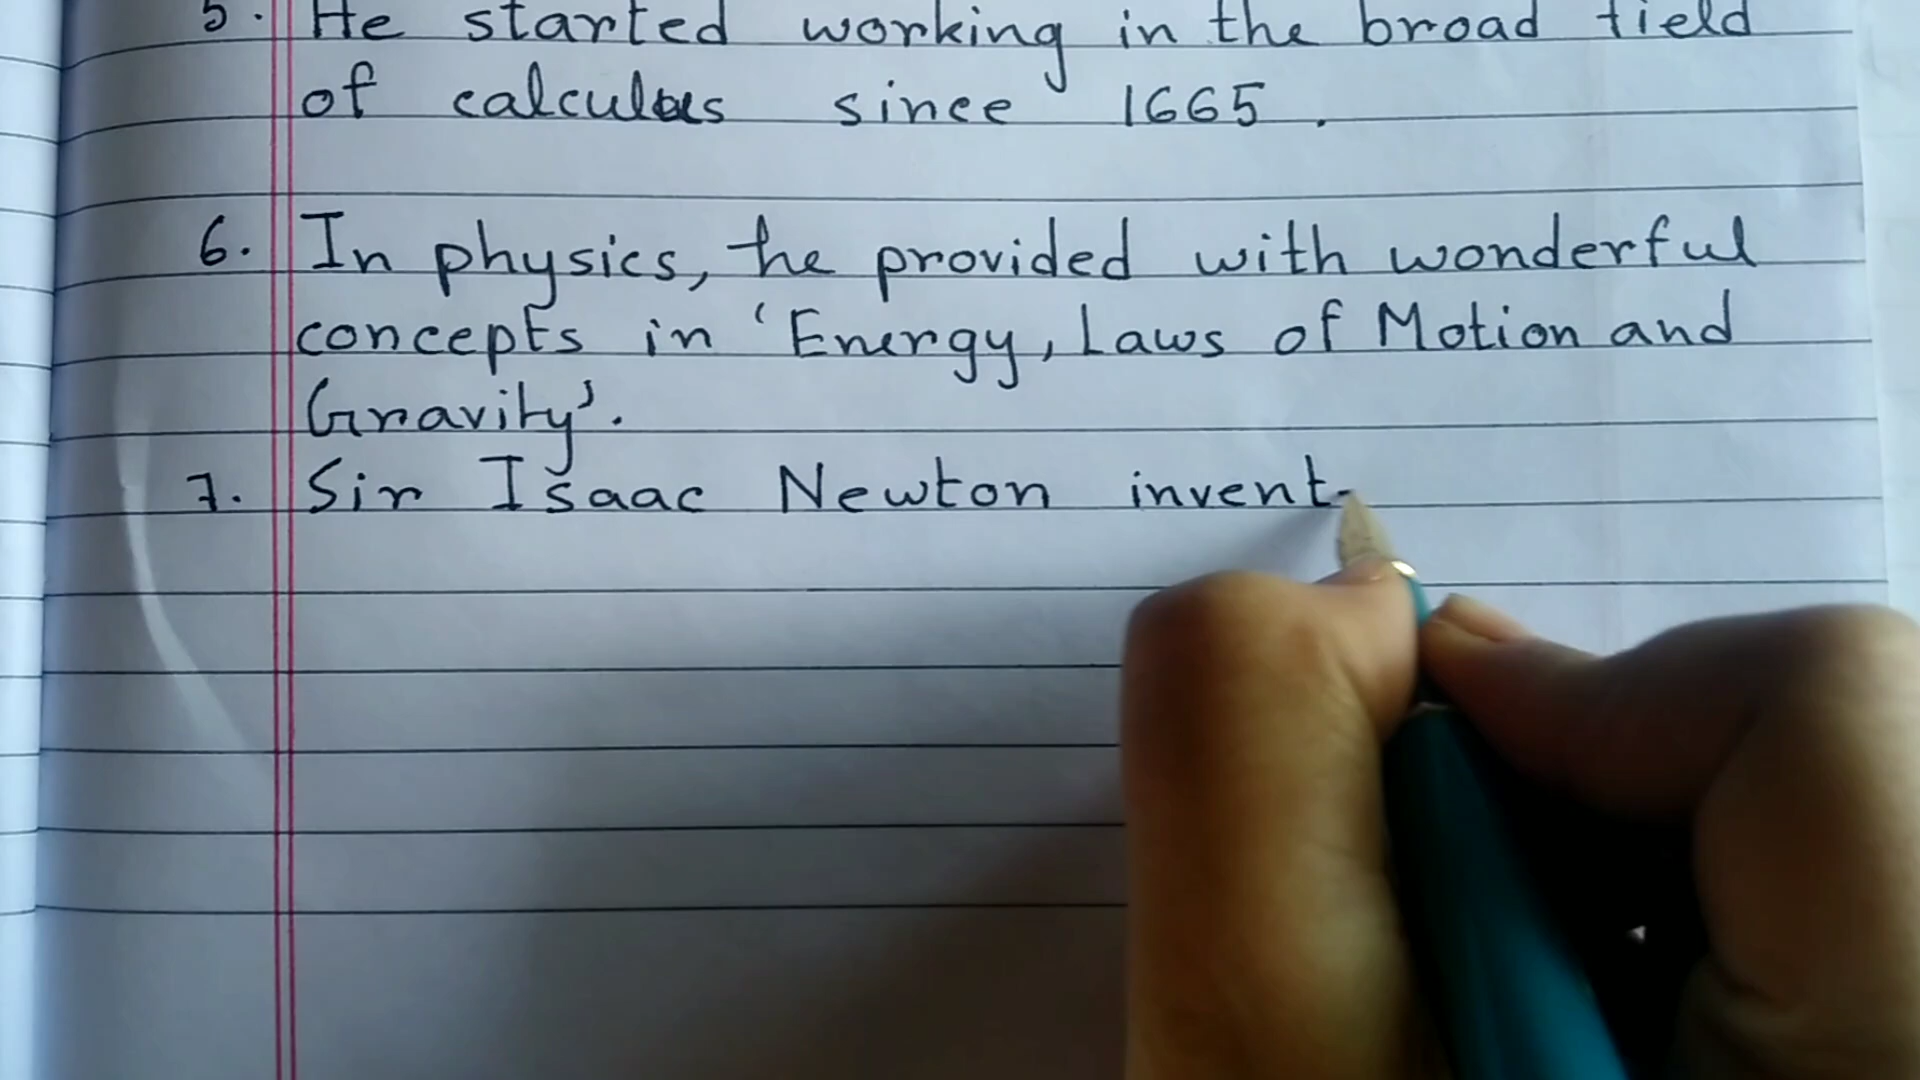 5. He started working in the broad field
of calculus since 1665.
6. In physics, he provided with wonderful
concepts in 'Energy, Laws of Motion and
Gravity'.
7. Sir Isaac Newton invent